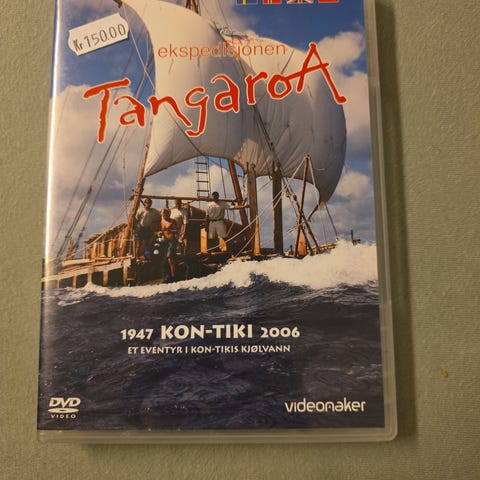 Kr 150.00
ekspedisjonen
TangaroA
1947 KON-TIKI 2006
ET EVENTYR I KON-TIKIS KJØLVANN
DVD
VIDEO
videomaker